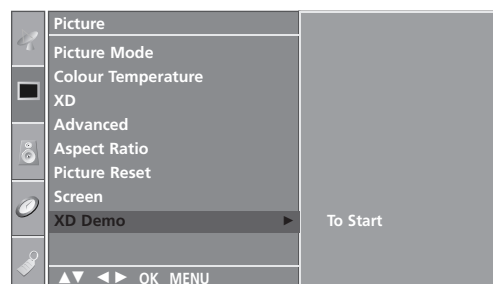 Picture
Picture Mode
Colour Temperature
XD
Advanced
Aspect Ratio
Picture Reset
Screen
XD Demo ► To Start
▲▼ ◄► OK MENU